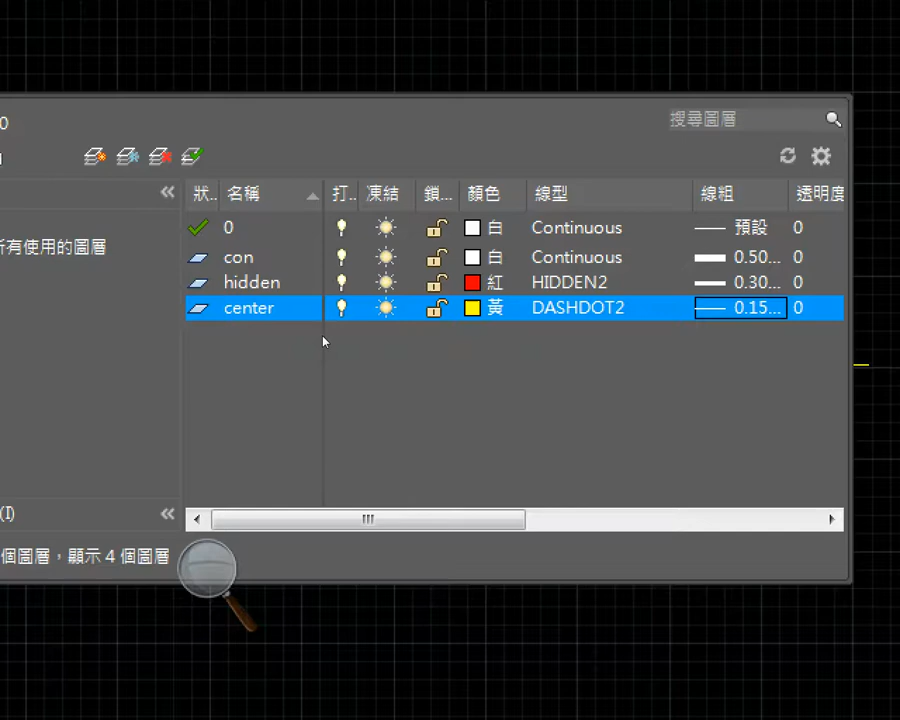 0
搜尋圖層
狀.. 名稱 打. 凍結 鎖... 顏色 線型 線粗 透明度
0 白 Continuous 預設 0
所有使用的圖層
con 白 Continuous 0.50... 0
hidden 紅 HIDDEN2 0.30... 0
center 黃 DASHDOT2 0.15... 0
(I)
個圖層，顯示 4 個圖層